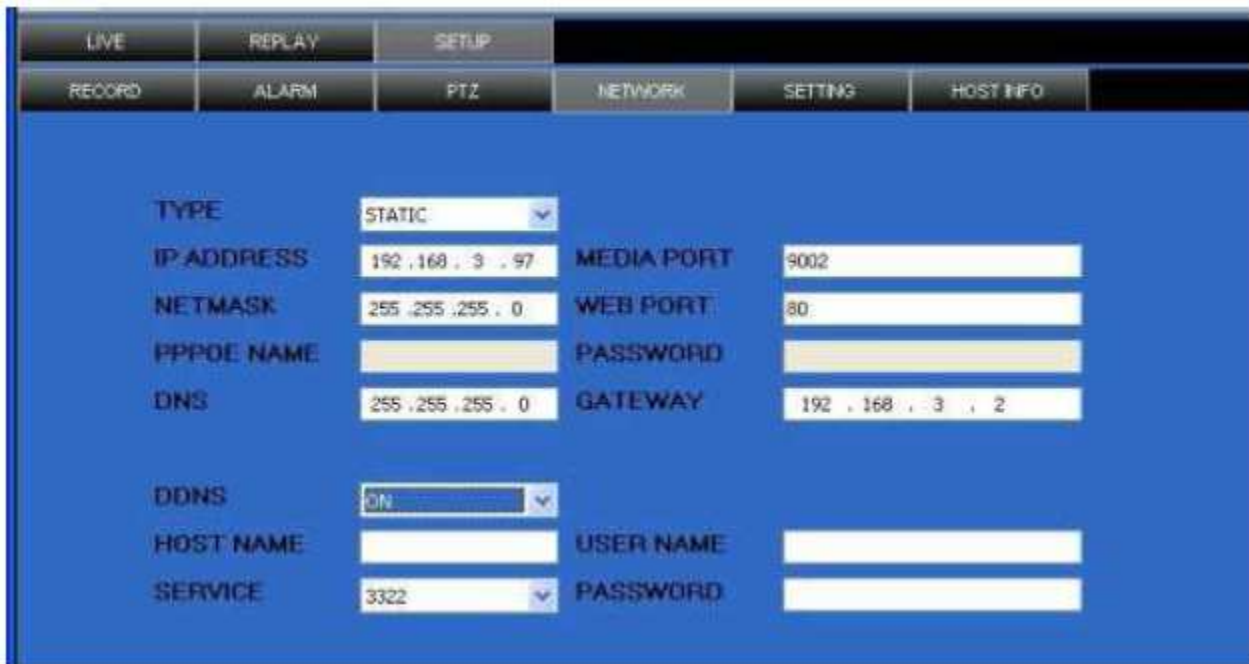 LIVE REPLAY SETUP
RECORD ALARM PTZ NETWORK SETTING HOST INFO
TYPE STATIC
IP ADDRESS 192 .168 . 3 . 97 MEDIA PORT 9002
NETMASK 255 .255 .255 . 0 WEB PORT 80
PPPOE NAME PASSWORD
DNS 255 .255 .255 . 0 GATEWAY 192 . 168 . 3 . 2
DDNS ON
HOST NAME USER NAME
SERVICE 3322 PASSWORD